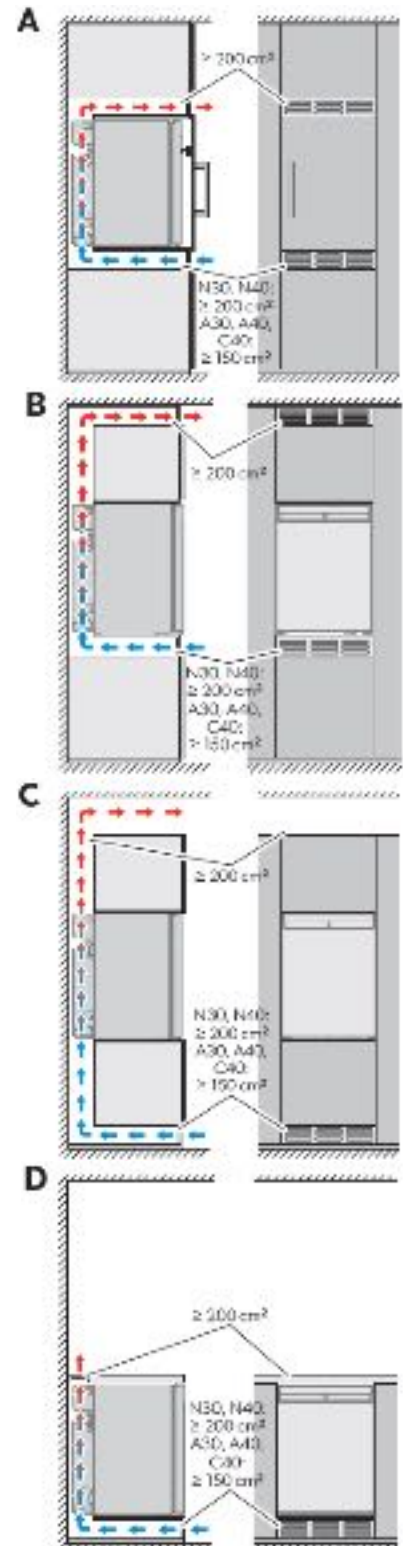 A
≥ 200 cm²
N30, N40:
≥ 200 cm²
A30, A40,
C40:
≥ 150 cm²
B
≥ 200 cm²
N30, N40:
≥ 200 cm²
A30, A40,
C40:
≥ 150 cm²
C
≥ 200 cm²
N30, N40:
≥ 200 cm²
A30, A40,
C40:
≥ 150 cm²
D
≥ 200 cm²
N30, N40:
≥ 200 cm²
A30, A40,
C40:
≥ 150 cm²